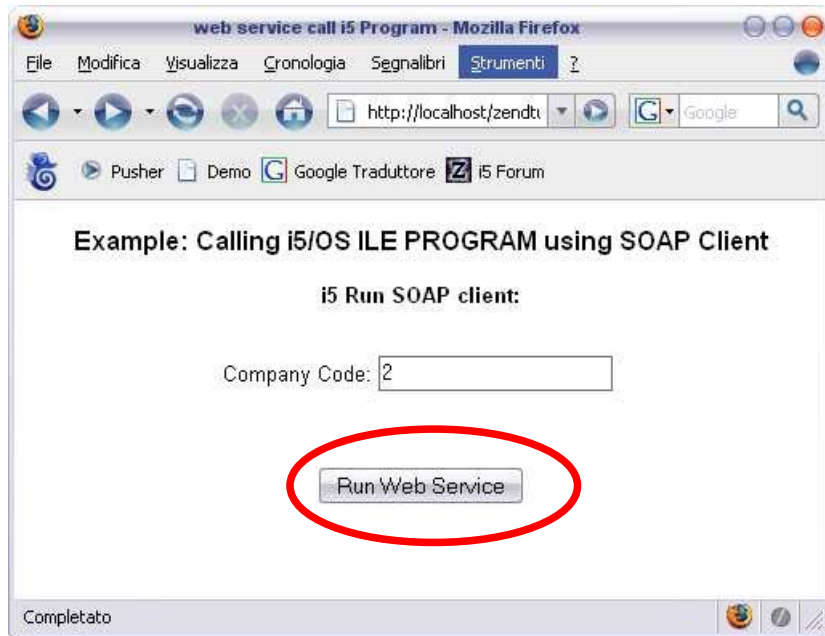 web service call i5 Program - Mozilla Firefox
File Modifica Visualizza Cronologia Segnalibri Strumenti ?
http://localhost/zendtu G Google
Pusher Demo G Google Traduttore Z i5 Forum
Example: Calling i5/OS ILE PROGRAM using SOAP Client
i5 Run SOAP client:
Company Code: 2
Run Web Service
Completato